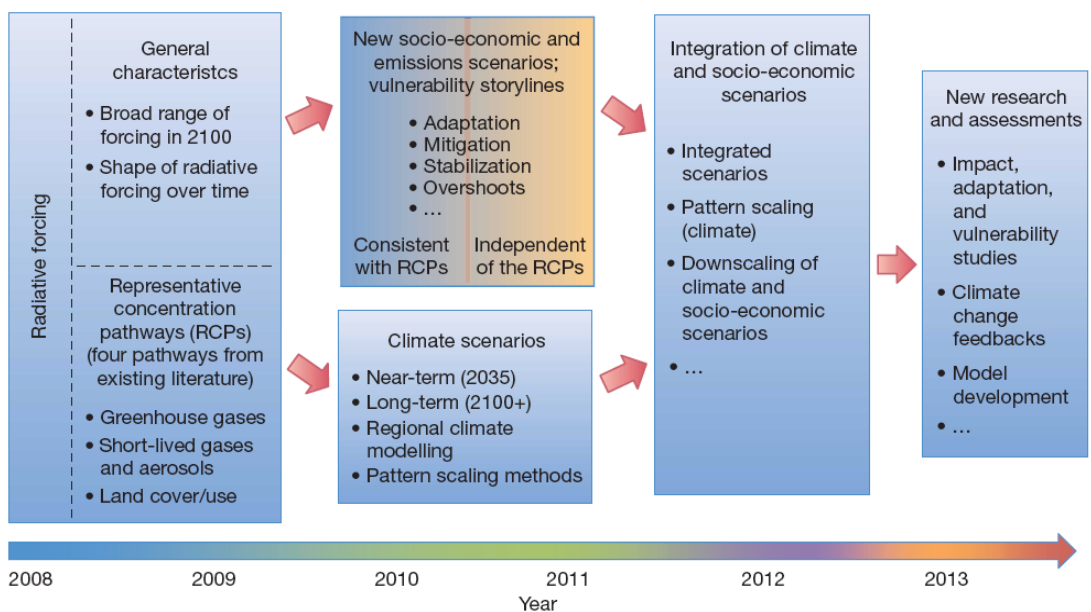 Radiative forcing
General
characteristcs
• Broad range of
forcing in 2100
• Shape of radiative
forcing over time
Representative
concentration
pathways (RCPs)
(four pathways from
existing literature)
• Greenhouse gases
• Short-lived gases
and aerosols
• Land cover/use
New socio-economic and
emissions scenarios;
vulnerability storylines
• Adaptation
• Mitigation
• Stabilization
• Overshoots
• ...
Consistent
with RCPs
Independent
of the RCPs
Climate scenarios
• Near-term (2035)
• Long-term (2100+)
• Regional climate
modelling
• Pattern scaling methods
Integration of climate
and socio-economic
scenarios
• Integrated
scenarios
• Pattern scaling
(climate)
• Downscaling of
climate and
socio-economic
scenarios
• ...
New research
and assessments
• Impact,
adaptation,
and
vulnerability
studies
• Climate
change
feedbacks
• Model
development
• ...
2008 2009 2010 2011 2012 2013
Year